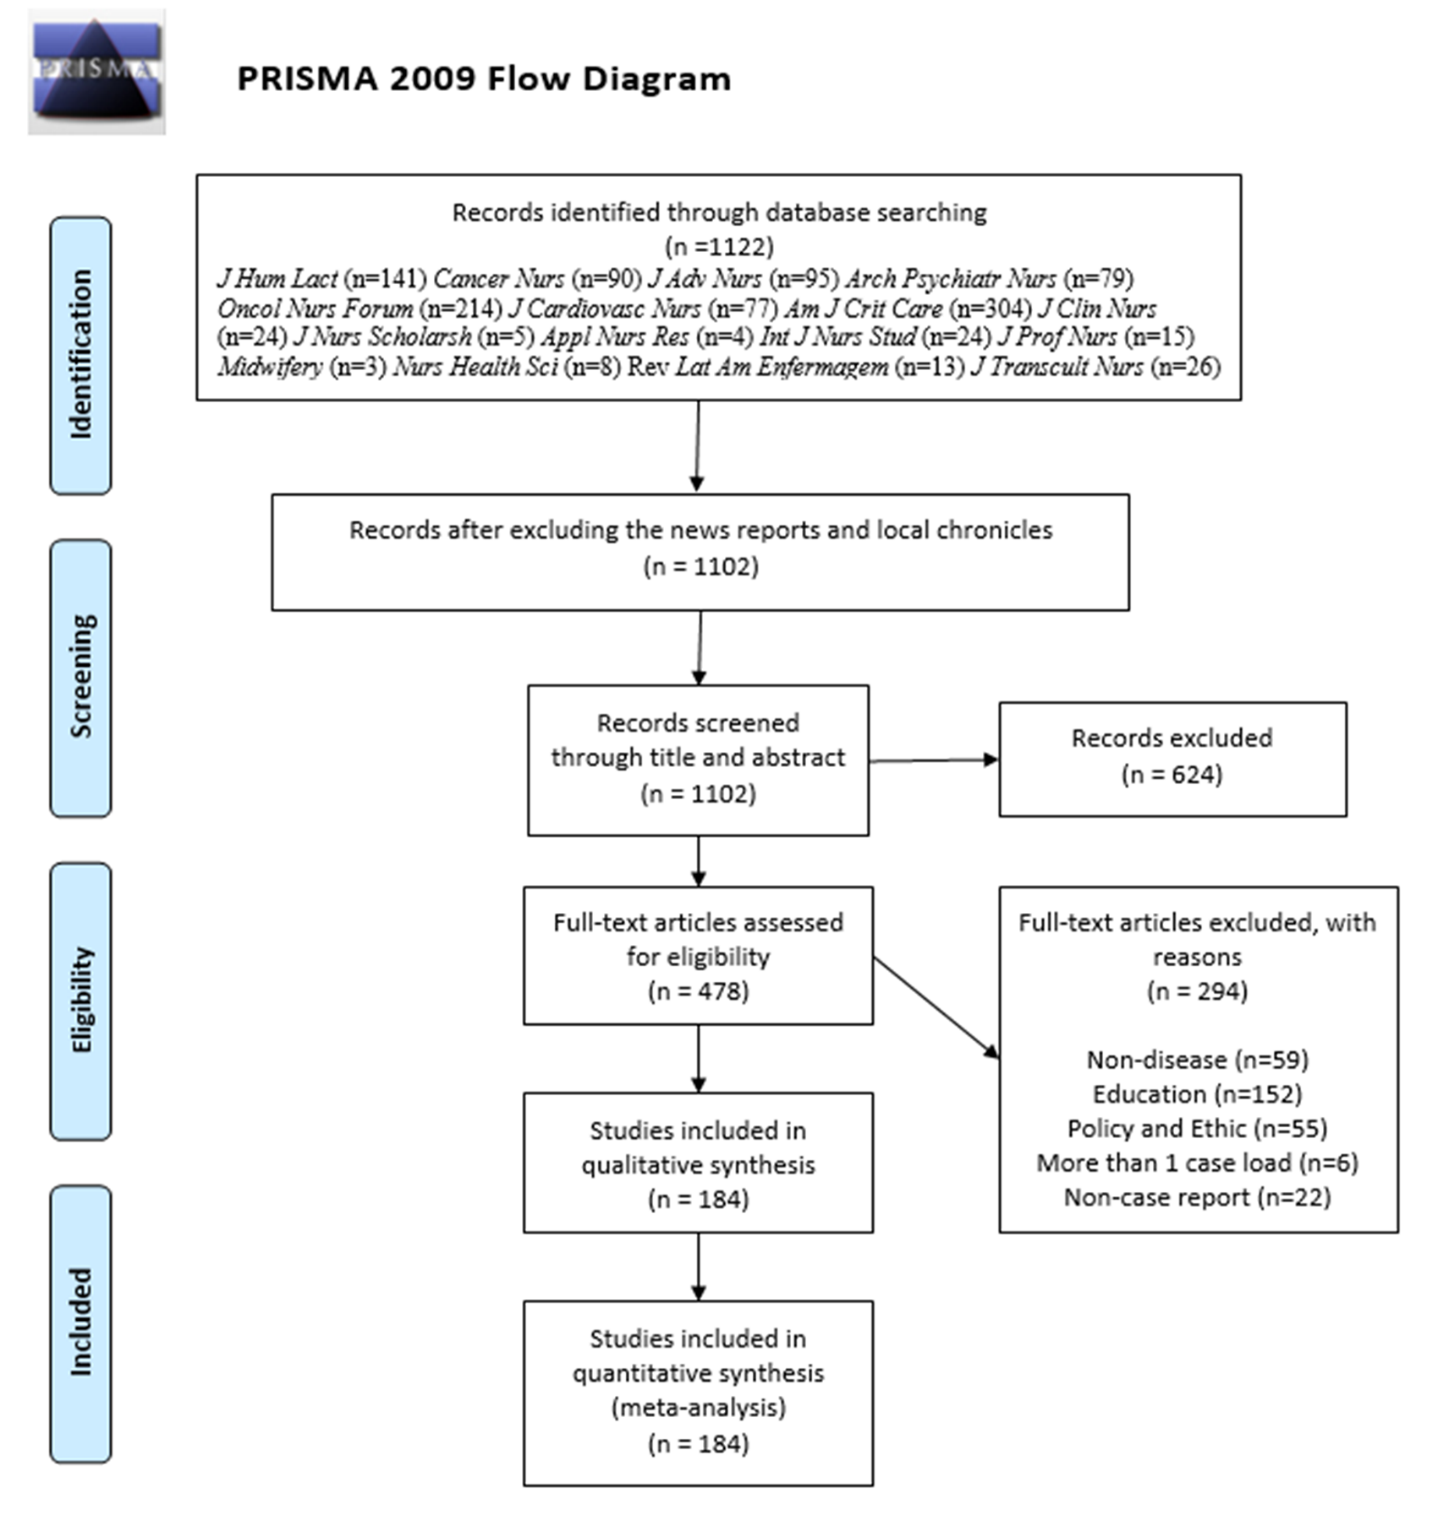 PRISMA
PRISMA 2009 Flow Diagram
Identification
Records identified through database searching
(n =1122)
J Hum Lact (n=141) Cancer Nurs (n=90) J Adv Nurs (n=95) Arch Psychiatr Nurs (n=79)
Oncol Nurs Forum (n=214) J Cardiovasc Nurs (n=77) Am J Crit Care (n=304) J Clin Nurs
(n=24) J Nurs Scholarsh (n=5) Appl Nurs Res (n=4) Int J Nurs Stud (n=24) J Prof Nurs (n=15)
Midwifery (n=3) Nurs Health Sci (n=8) Rev Lat Am Enfermagem (n=13) J Transcult Nurs (n=26)
Records after excluding the news reports and local chronicles
(n = 1102)
Screening
Records screened
through title and abstract
(n = 1102)
Records excluded
(n = 624)
Eligibility
Full-text articles assessed
for eligibility
(n = 478)
Full-text articles excluded, with
reasons
(n = 294)
Non-disease (n=59)
Education (n=152)
Policy and Ethic (n=55)
More than 1 case load (n=6)
Non-case report (n=22)
Studies included in
qualitative synthesis
(n = 184)
Included
Studies included in
quantitative synthesis
(meta-analysis)
(n = 184)